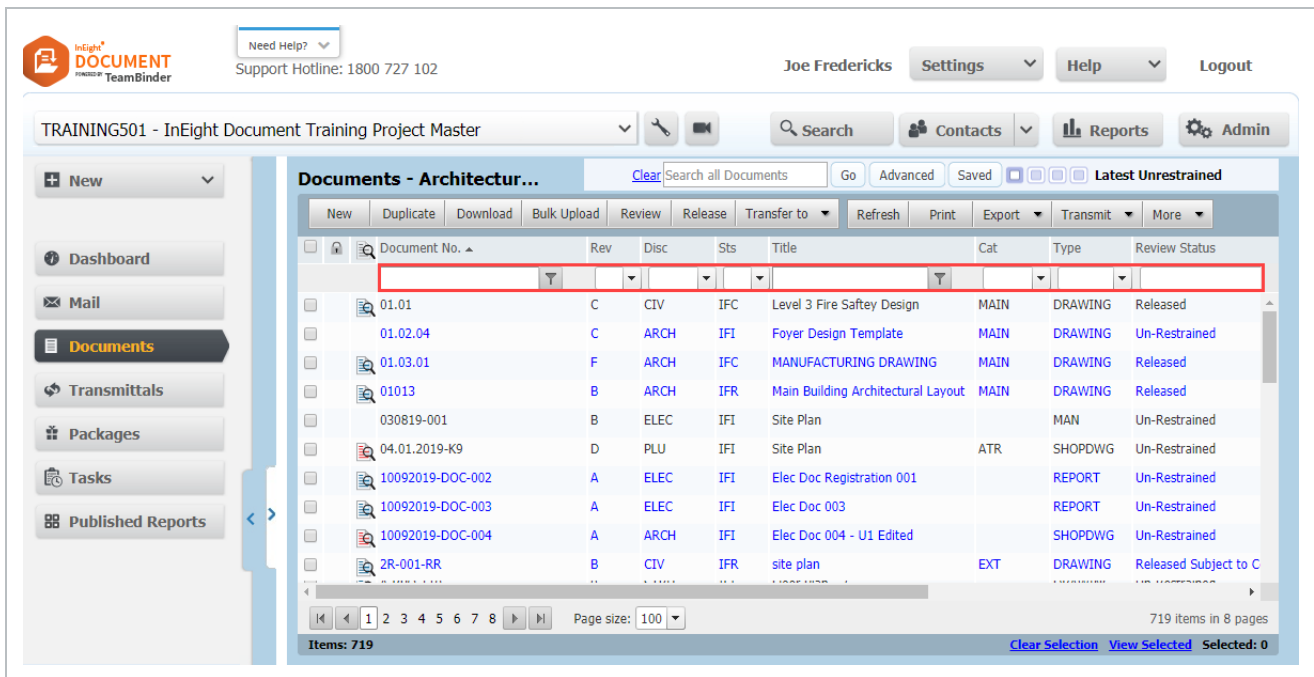 Need Help?
InEight
DOCUMENT
POWERED BY TeamBinder
Support Hotline: 1800 727 102
Joe Fredericks Settings Help Logout
TRAINING501 - InEight Document Training Project Master
Search Contacts Reports Admin
New
Dashboard
Mail
Documents
Transmittals
Packages
Tasks
Published Reports
Documents - Architectur...
Clear Search all Documents Go Advanced Saved Latest Unrestrained
New Duplicate Download Bulk Upload Review Release Transfer to Refresh Print Export Transmit More
Document No. Rev Disc Sts Title Cat Type Review Status
01.01 C CIV IFC Level 3 Fire Saftey Design MAIN DRAWING Released
01.02.04 C ARCH IFI Foyer Design Template MAIN DRAWING Un-Restrained
01.03.01 F ARCH IFC MANUFACTURING DRAWING MAIN DRAWING Released
01013 B ARCH IFR Main Building Architectural Layout MAIN DRAWING Released
030819-001 B ELEC IFI Site Plan MAN Un-Restrained
04.01.2019-K9 D PLU IFI Site Plan ATR SHOPDWG Un-Restrained
10092019-DOC-002 A ELEC IFI Elec Doc Registration 001 REPORT Un-Restrained
10092019-DOC-003 A ELEC IFI Elec Doc 003 REPORT Un-Restrained
10092019-DOC-004 A ARCH IFI Elec Doc 004 - U1 Edited SHOPDWG Un-Restrained
2R-001-RR B CIV IFR site plan EXT DRAWING Released Subject to C
1 2 3 4 5 6 7 8 Page size: 100 719 items in 8 pages
Items: 719 Clear Selection View Selected Selected: 0